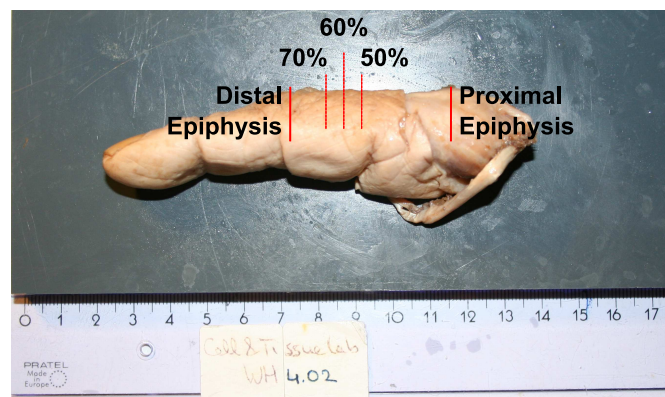 60%
70% 50%
Distal Proximal
Epiphysis Epiphysis
0 1 2 3 4 5 6 7 8 9 10 11 12 13 14 15 16 17
Cell & Tissue Lab
WH 4.02
PRATEL
Made in
Europe